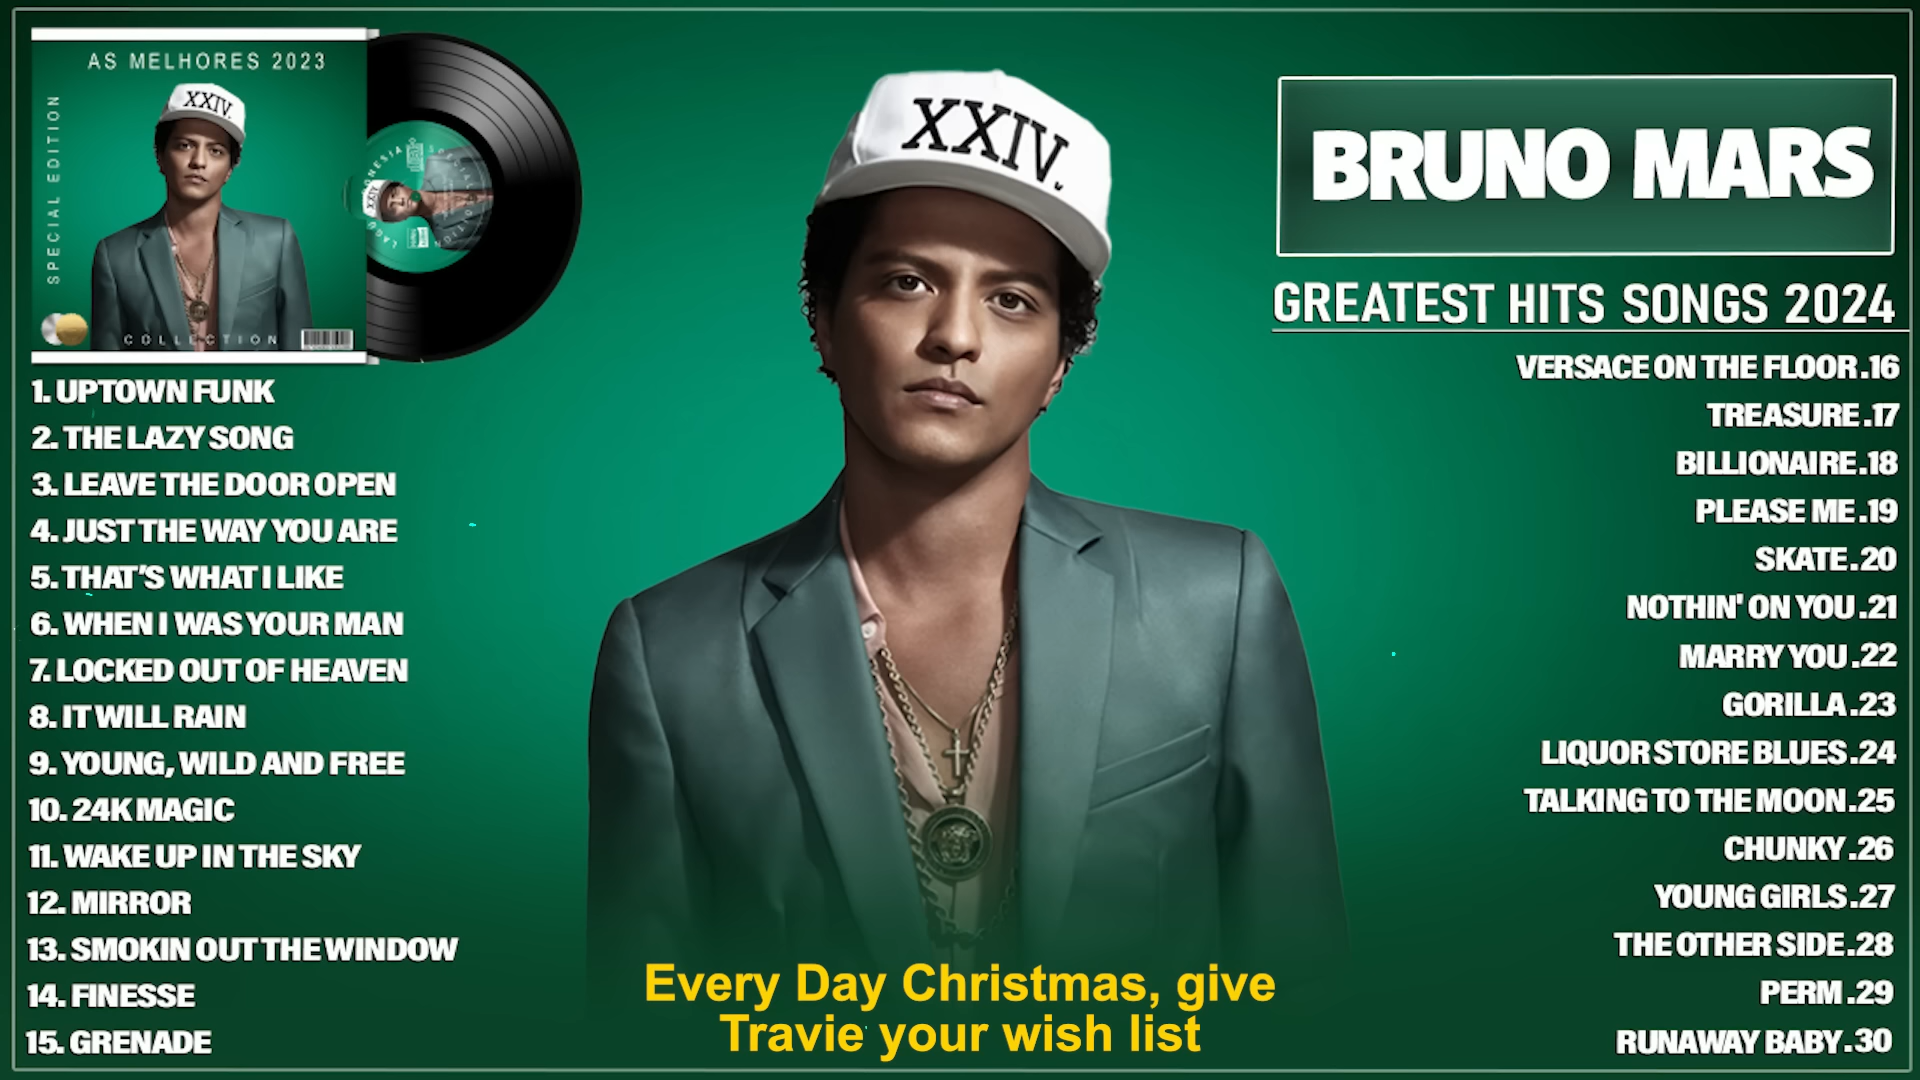 AS MELHORES 2023
SPECIAL EDITION
XXIV.
COLLECTION
XXIV.
BRUNO MARS
GREATEST HITS SONGS 2024
1. UPTOWN FUNK
2. THE LAZY SONG
3. LEAVE THE DOOR OPEN
4. JUST THE WAY YOU ARE
5. THAT'S WHAT I LIKE
6. WHEN I WAS YOUR MAN
7. LOCKED OUT OF HEAVEN
8. IT WILL RAIN
9. YOUNG, WILD AND FREE
10. 24K MAGIC
11. WAKE UP IN THE SKY
12. MIRROR
13. SMOKIN OUT THE WINDOW
14. FINESSE
15. GRENADE
VERSACE ON THE FLOOR.16
TREASURE.17
BILLIONAIRE.18
PLEASE ME.19
SKATE.20
NOTHIN' ON YOU.21
MARRY YOU.22
GORILLA.23
LIQUOR STORE BLUES.24
TALKING TO THE MOON.25
CHUNKY.26
YOUNG GIRLS.27
THE OTHER SIDE.28
PERM.29
RUNAWAY BABY.30
Every Day Christmas, give
Travie your wish list